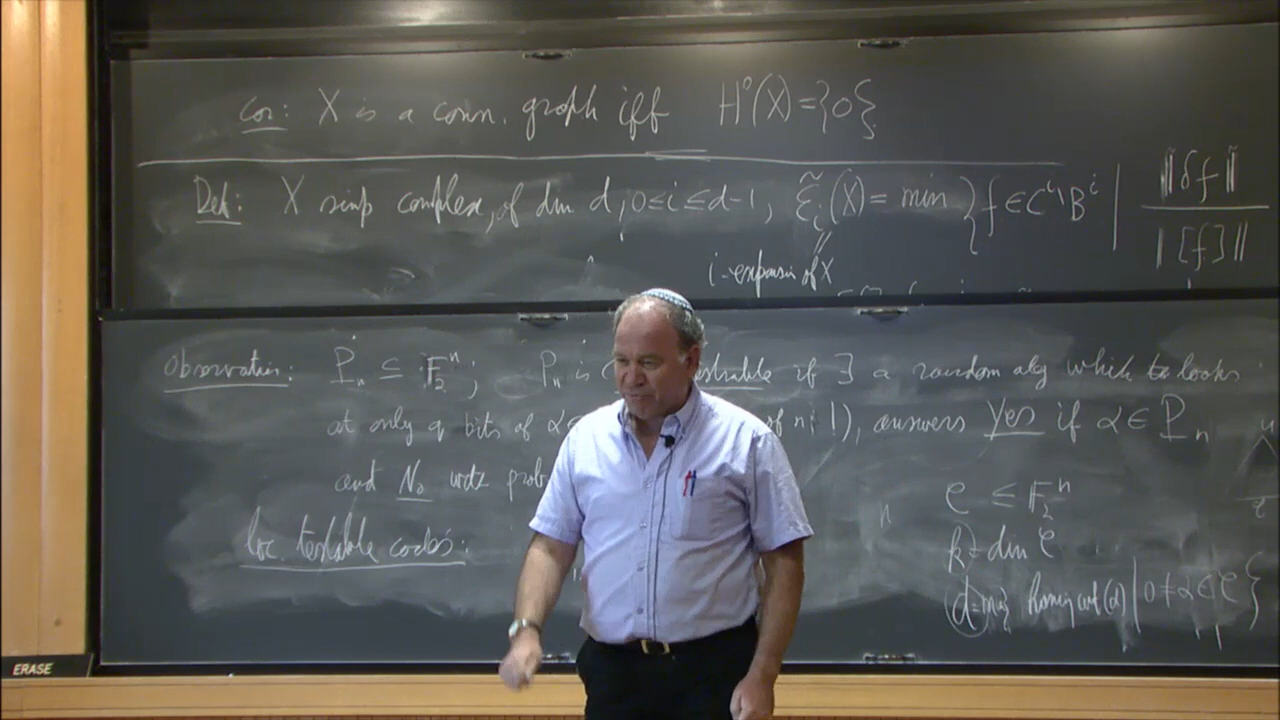 Cor: X is a conn. graph iff H⁰(X)={0}
Def: X simp complex, of dim d, 0≤i≤d-1, ε̃ᵢ(X) = min { f ∈ Cⁱ\Bⁱ | ‖δf‖ / ‖[f]‖
i-expansion of X
Observation: Pₙ ⊆ F₂ⁿ; Pₙ is if ∃ a random alg which looks
at only q bits of α∈ of n!), answers Yes if α ∈ Pₙ
and No with prob
n C ≤ F₂ⁿ
loc. testable codes:
k = dim C
d = min{ Hamig wt(α) | 0≠α∈C }
ERASE